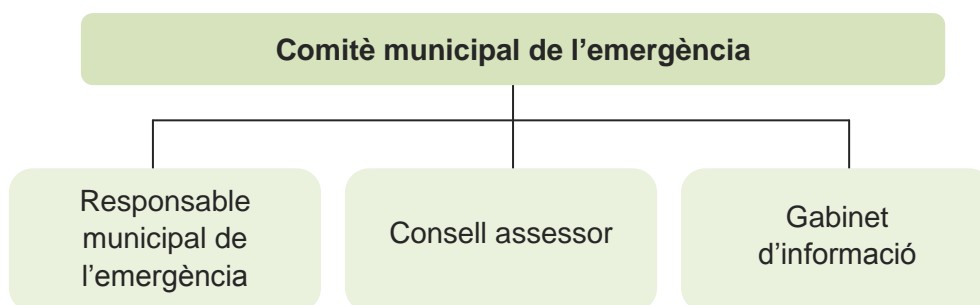 Comitè municipal de l’emergència
Responsable
municipal de
l’emergència
Consell assessor
Gabinet
d’informació